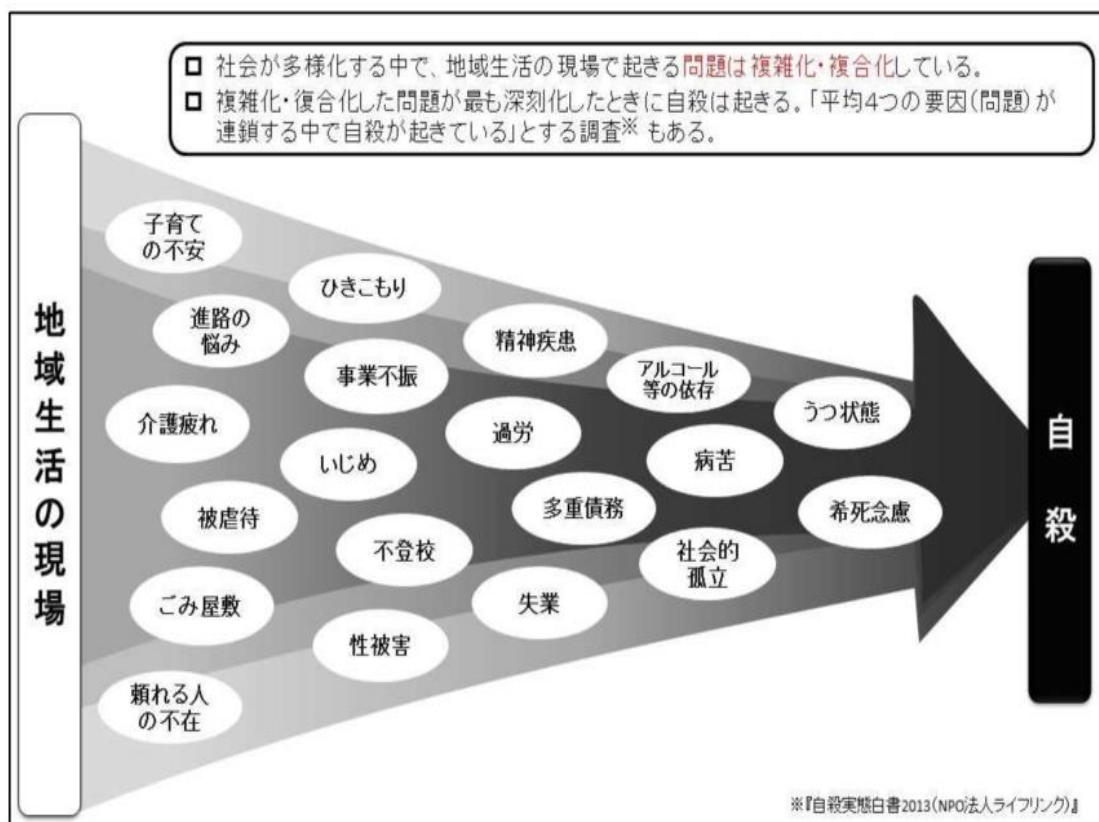 □ 社会が多様化する中で、地域生活の現場で起きる問題は複雑化・複合化している。
□ 複雑化・復合化した問題が最も深刻化したときに自殺は起きる。「平均4つの要因(問題)が
連鎖する中で自殺が起きている」とする調査※ もある。
地域生活の現場
子育て
の不安
進路の
悩み
介護疲れ
被虐待
ごみ屋敷
頼れる人
の不在
ひきこもり
事業不振
いじめ
不登校
性被害
精神疾患
過労
多重債務
失業
アルコール
等の依存
病苦
社会的
孤立
うつ状態
希死念慮
自殺
※『自殺実態白書2013(NPO法人ライフリンク)』